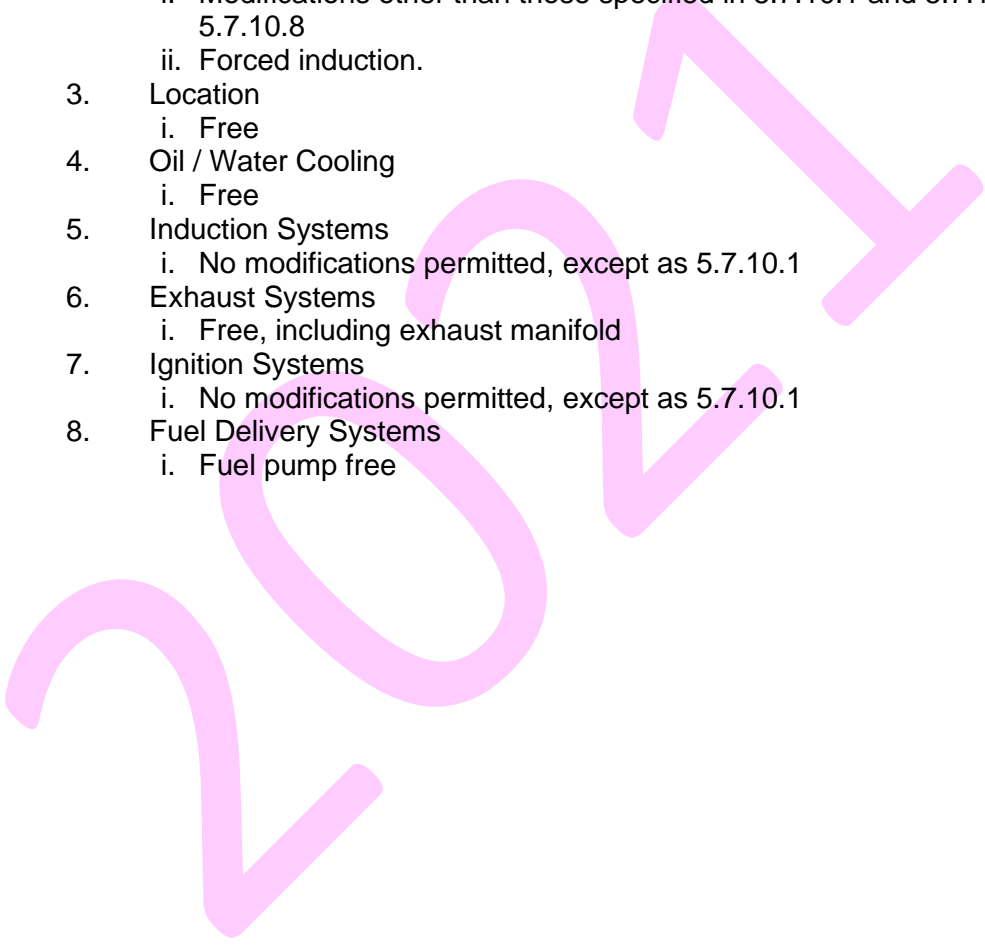 5.7.10.8
ii. Forced induction.
3. Location
i. Free
4. Oil / Water Cooling
i. Free
5. Induction Systems
i. No modifications permitted, except as 5.7.10.1
6. Exhaust Systems
i. Free, including exhaust manifold
7. Ignition Systems
i. No modifications permitted, except as 5.7.10.1
8. Fuel Delivery Systems
i. Fuel pump free
2021